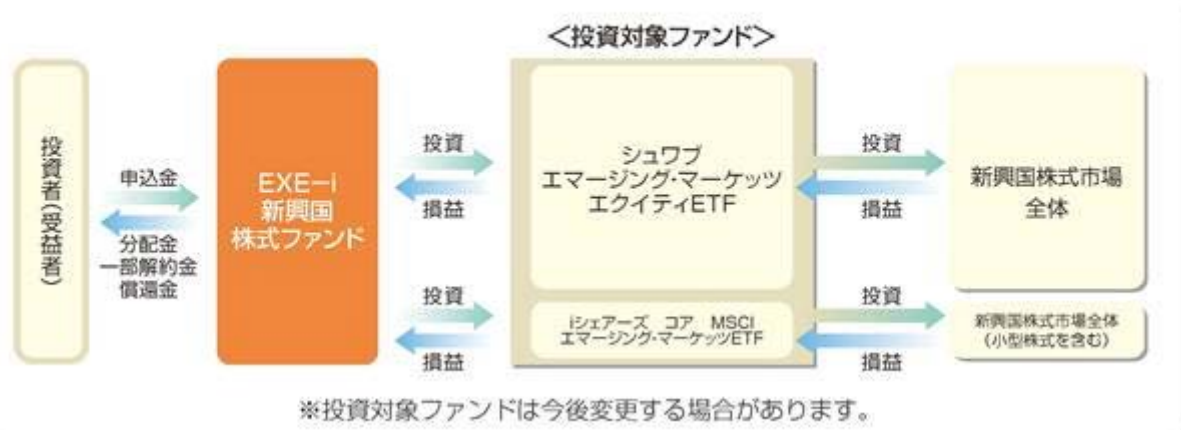 ＜投資対象ファンド＞
投資者(受益者)
申込金
分配金
一部解約金
償還金
EXE-i
新興国
株式ファンド
投資
損益
投資
損益
シュワブ
エマージング・マーケッツ
エクイティETF
iシェアーズ コア MSCI
エマージング・マーケッツETF
投資
損益
投資
損益
新興国株式市場
全体
新興国株式市場全体
(小型株式を含む)
※投資対象ファンドは今後変更する場合があります。